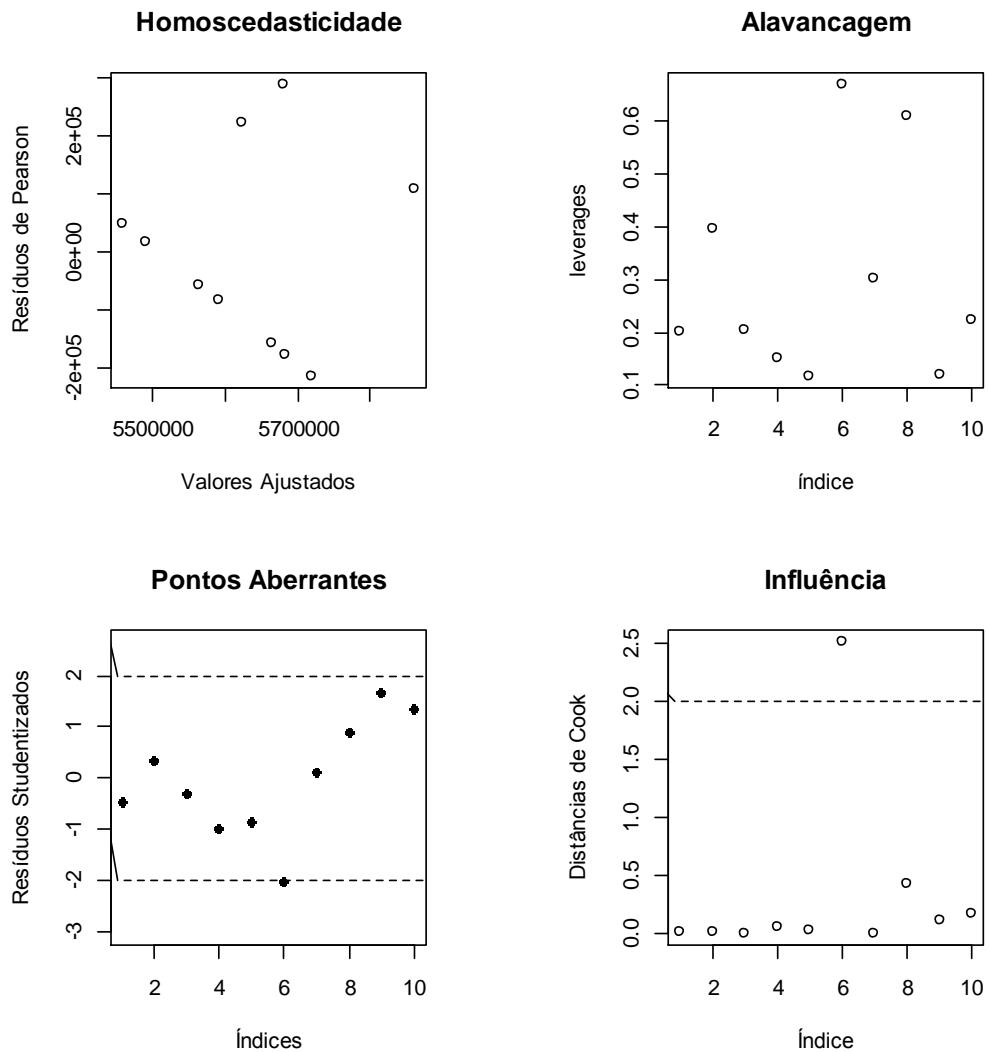 Homoscedasticidade
Resíduos de Pearson
2e+05
0e+00
-2e+05
5500000 5700000
Valores Ajustados
Alavancagem
leverages
0.6
0.5
0.4
0.3
0.2
0.1
2 4 6 8 10
índice
Pontos Aberrantes
Resíduos Studentizados
2
1
0
-1
-2
-3
2 4 6 8 10
Índices
Influência
Distâncias de Cook
2.5
2.0
1.5
1.0
0.5
0.0
2 4 6 8 10
Índice